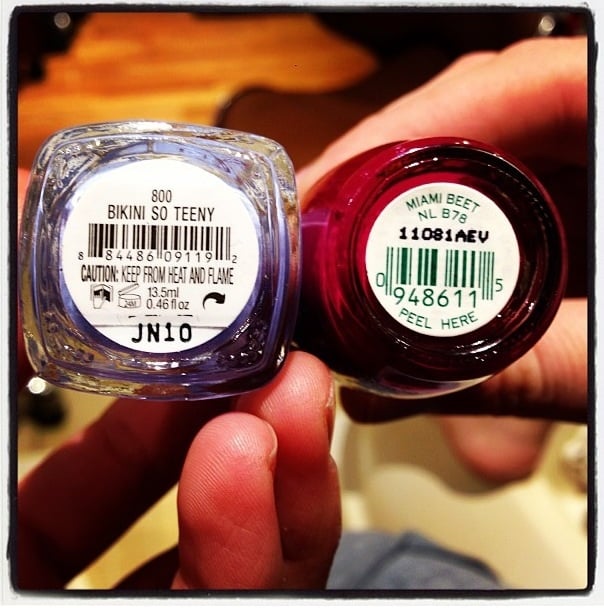 800
BIKINI SO TEENY
8 84486 09119 2
CAUTION: KEEP FROM HEAT AND FLAME
24M
13.5ml
0.46 fl oz
JN10
MIAMI BEET
NL B78
11081AEV
0 948611 5
PEEL HERE